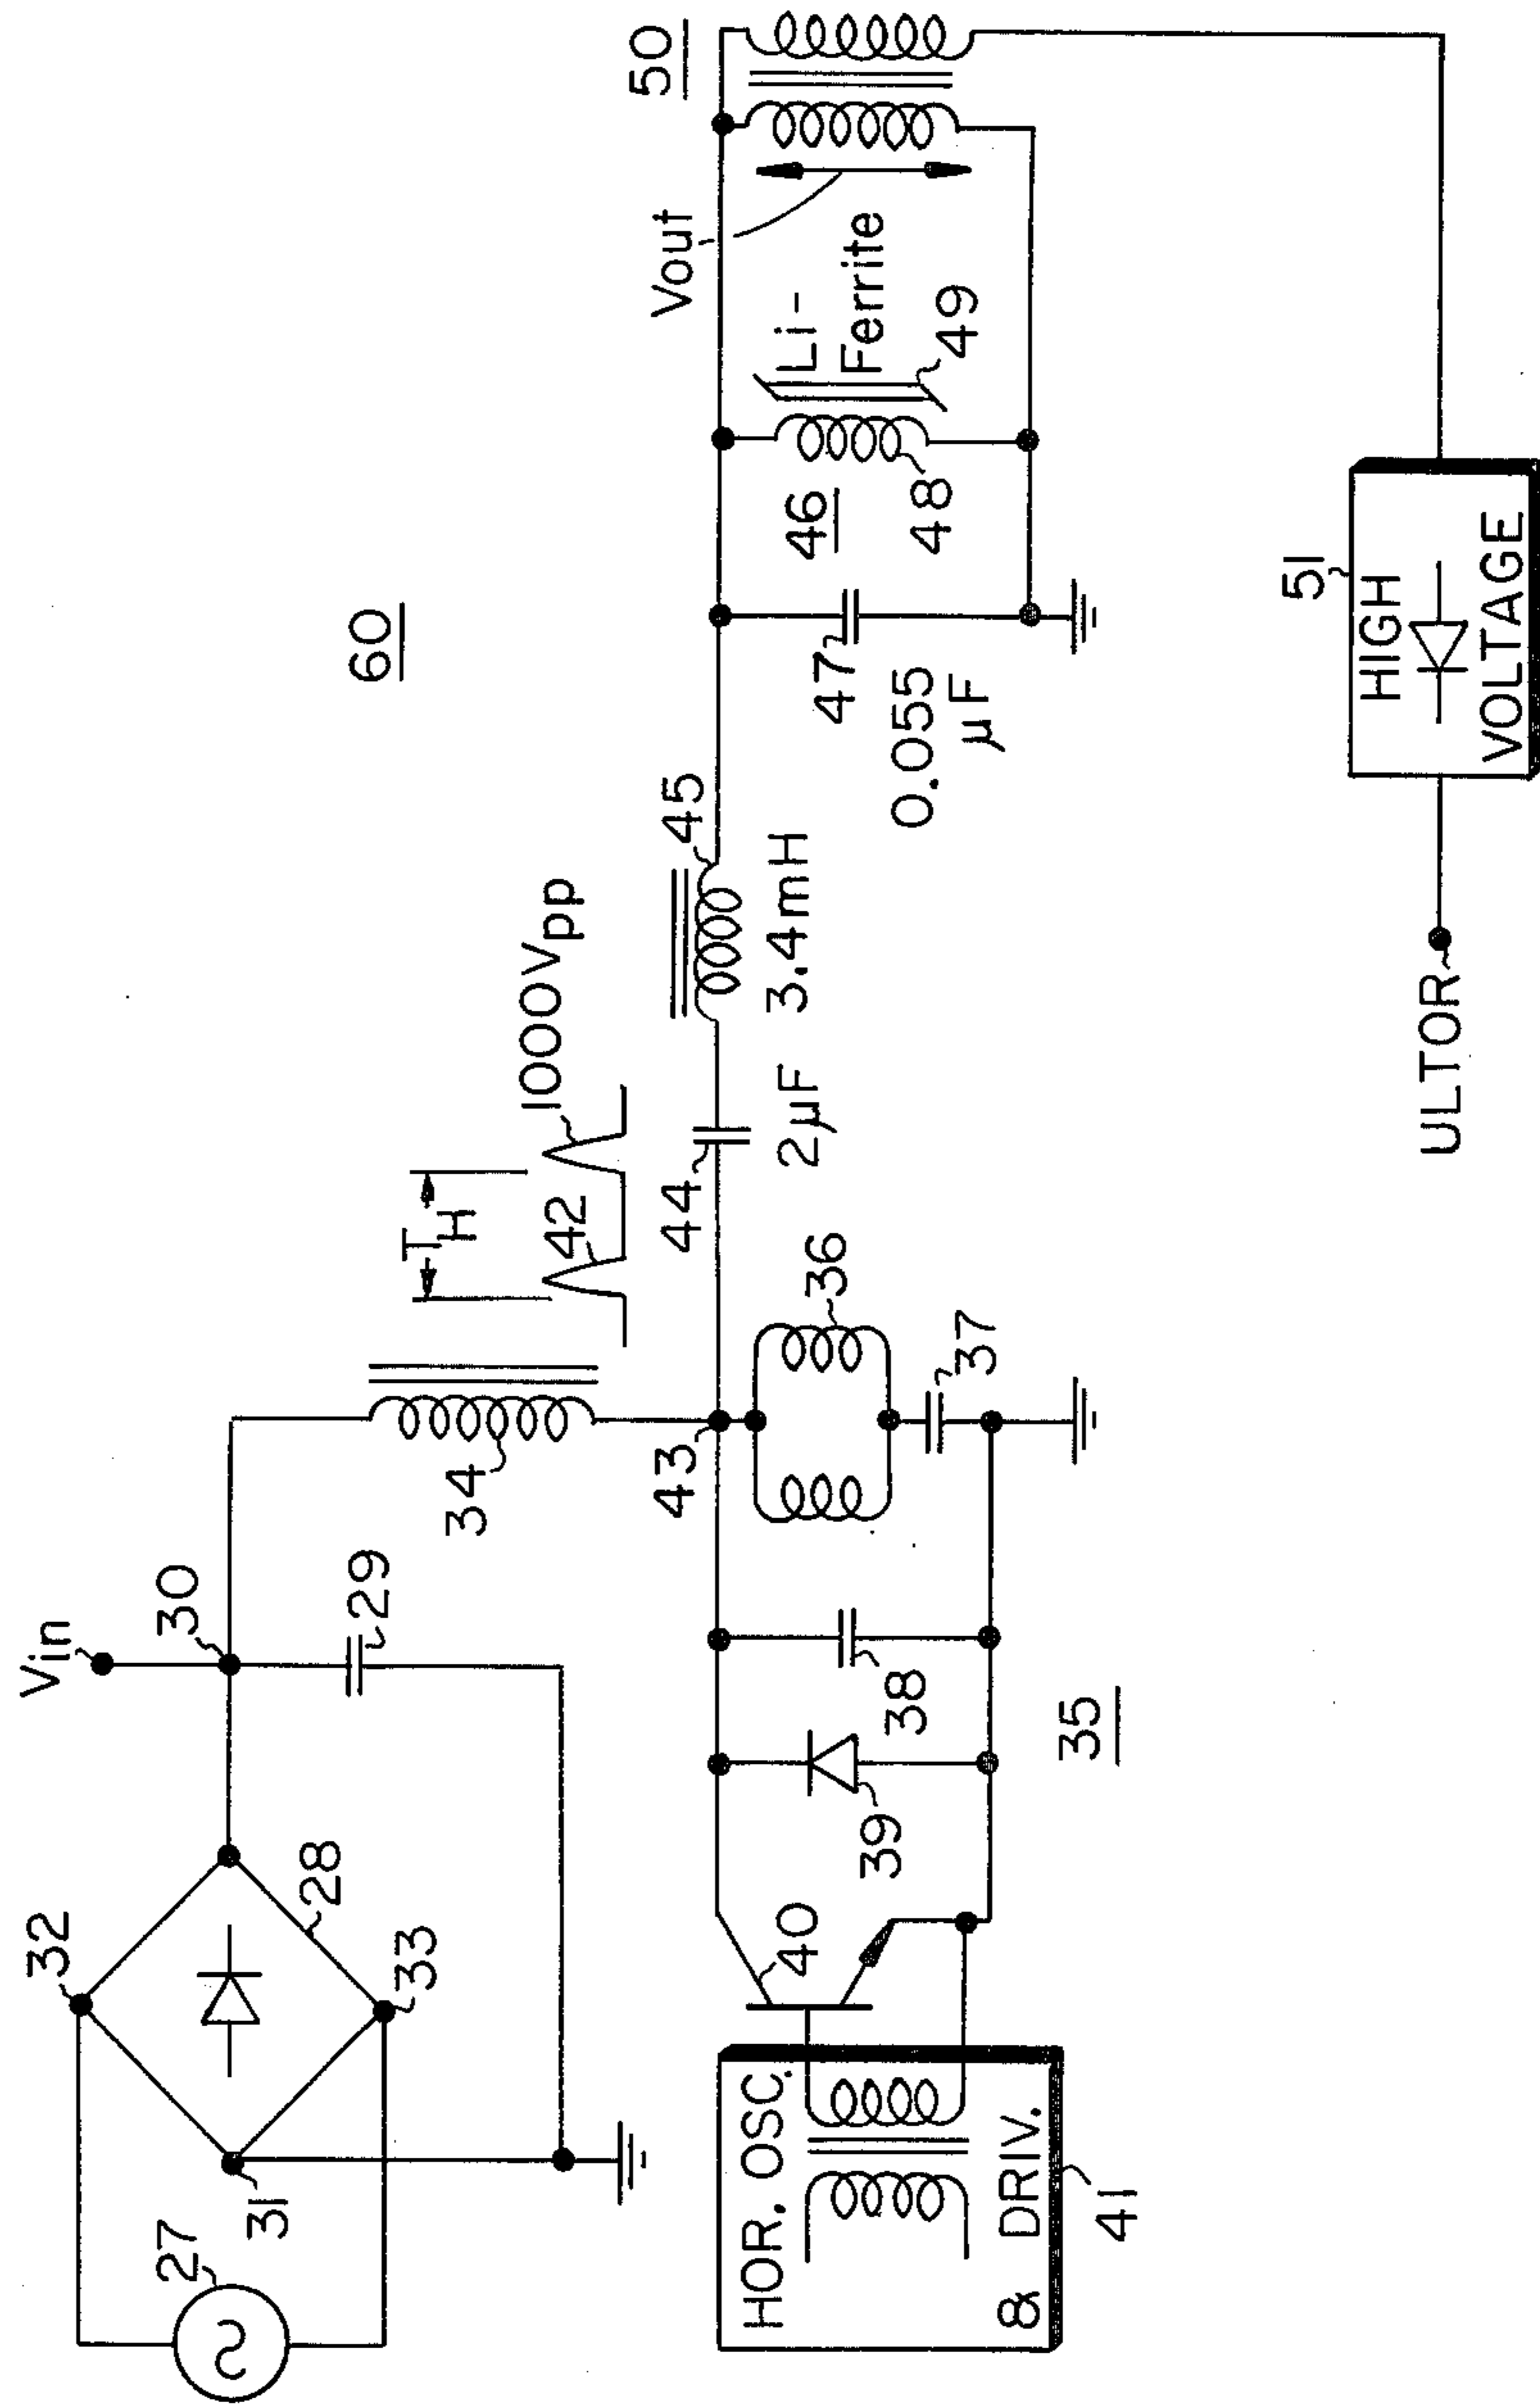 60
27
32
31
33
28
Vin
30
29
34
T
H
42
1000Vpp
43
44
2µF
45
3.4mH
36
37
38
39
40
35
HOR. OSC.
& DRIV.
41
47
0.055
µF
46
48
Li-
Ferrite
49
Vout
50
51
HIGH
VOLTAGE
ULTOR